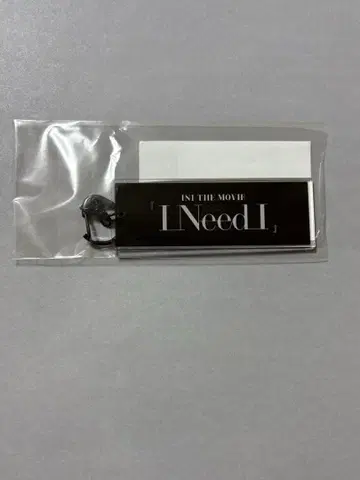 INI THE MOVIE
『I Need I』